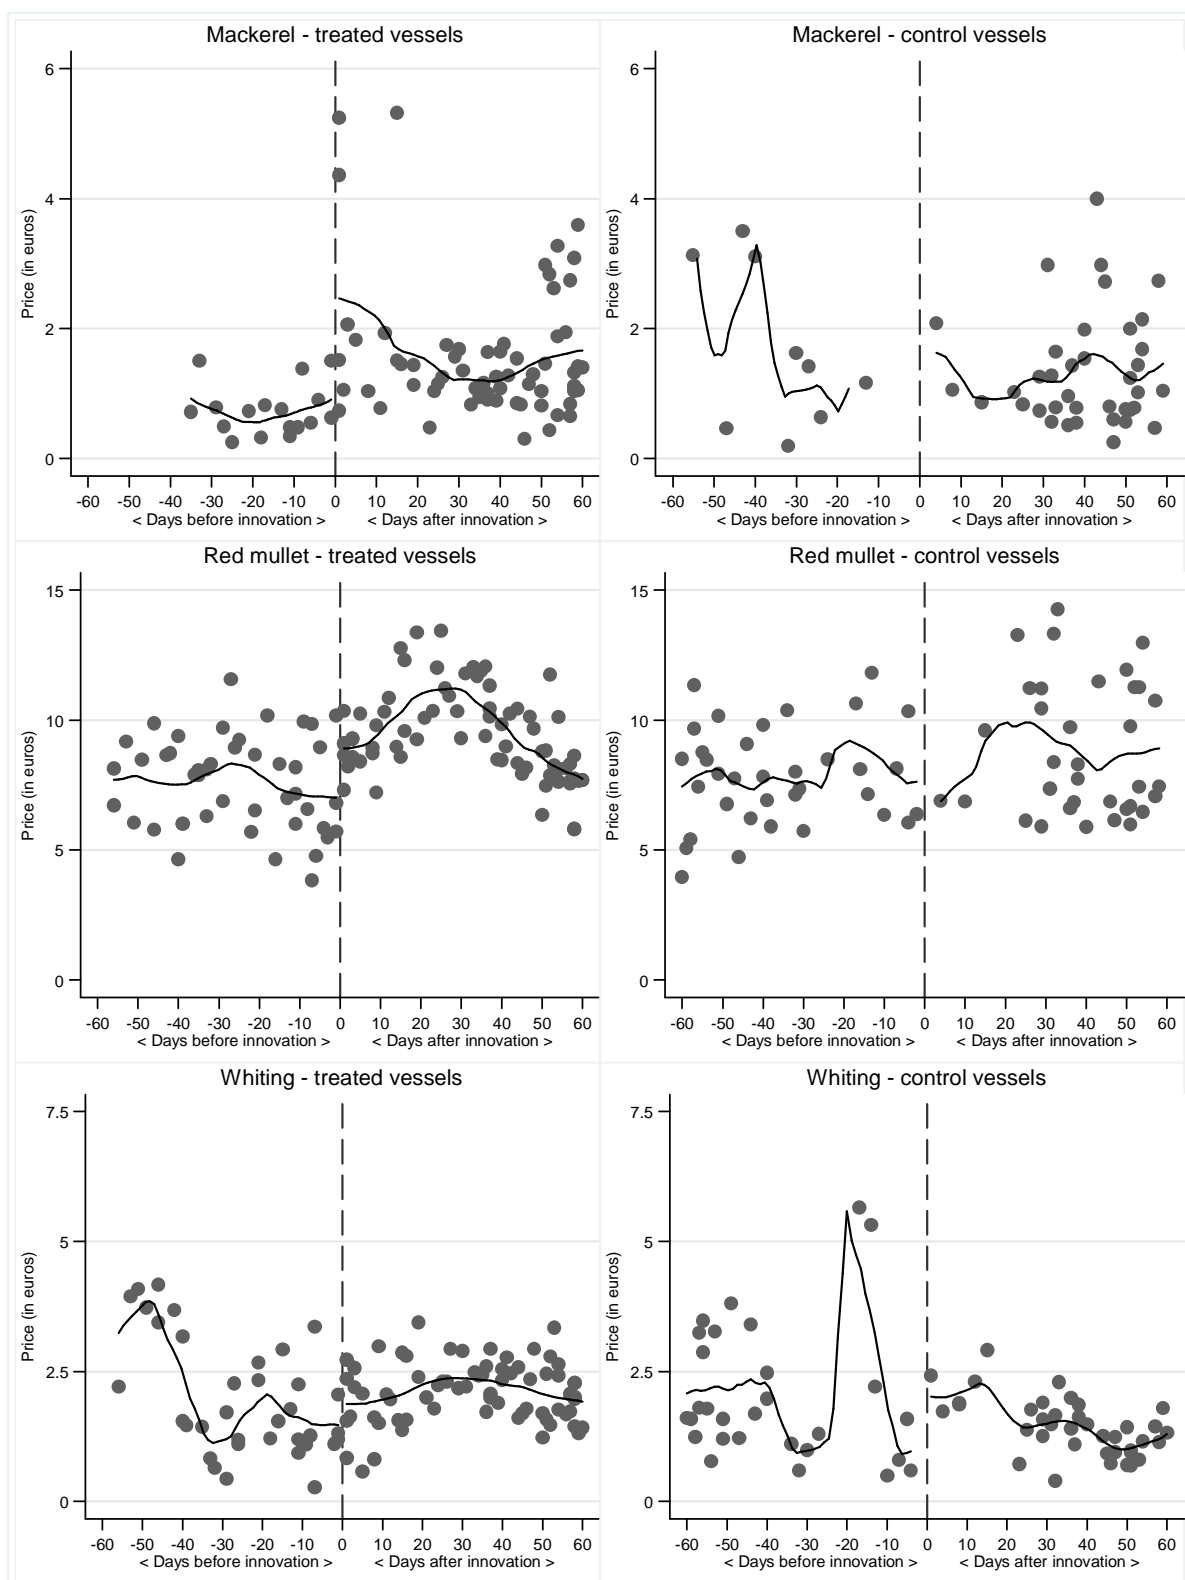 Mackerel - treated vessels
Price (in euros)
6
4
2
0
-60 -50 -40 -30 -20 -10 0 10 20 30 40 50 60
< Days before innovation > < Days after innovation >
Mackerel - control vessels
Price (in euros)
6
4
2
0
-60 -50 -40 -30 -20 -10 0 10 20 30 40 50 60
< Days before innovation > < Days after innovation >
Red mullet - treated vessels
Price (in euros)
15
10
5
0
-60 -50 -40 -30 -20 -10 0 10 20 30 40 50 60
< Days before innovation > < Days after innovation >
Red mullet - control vessels
Price (in euros)
15
10
5
0
-60 -50 -40 -30 -20 -10 0 10 20 30 40 50 60
< Days before innovation > < Days after innovation >
Whiting - treated vessels
Price (in euros)
7.5
5
2.5
0
-60 -50 -40 -30 -20 -10 0 10 20 30 40 50 60
< Days before innovation > < Days after innovation >
Whiting - control vessels
Price (in euros)
7.5
5
2.5
0
-60 -50 -40 -30 -20 -10 0 10 20 30 40 50 60
< Days before innovation > < Days after innovation >